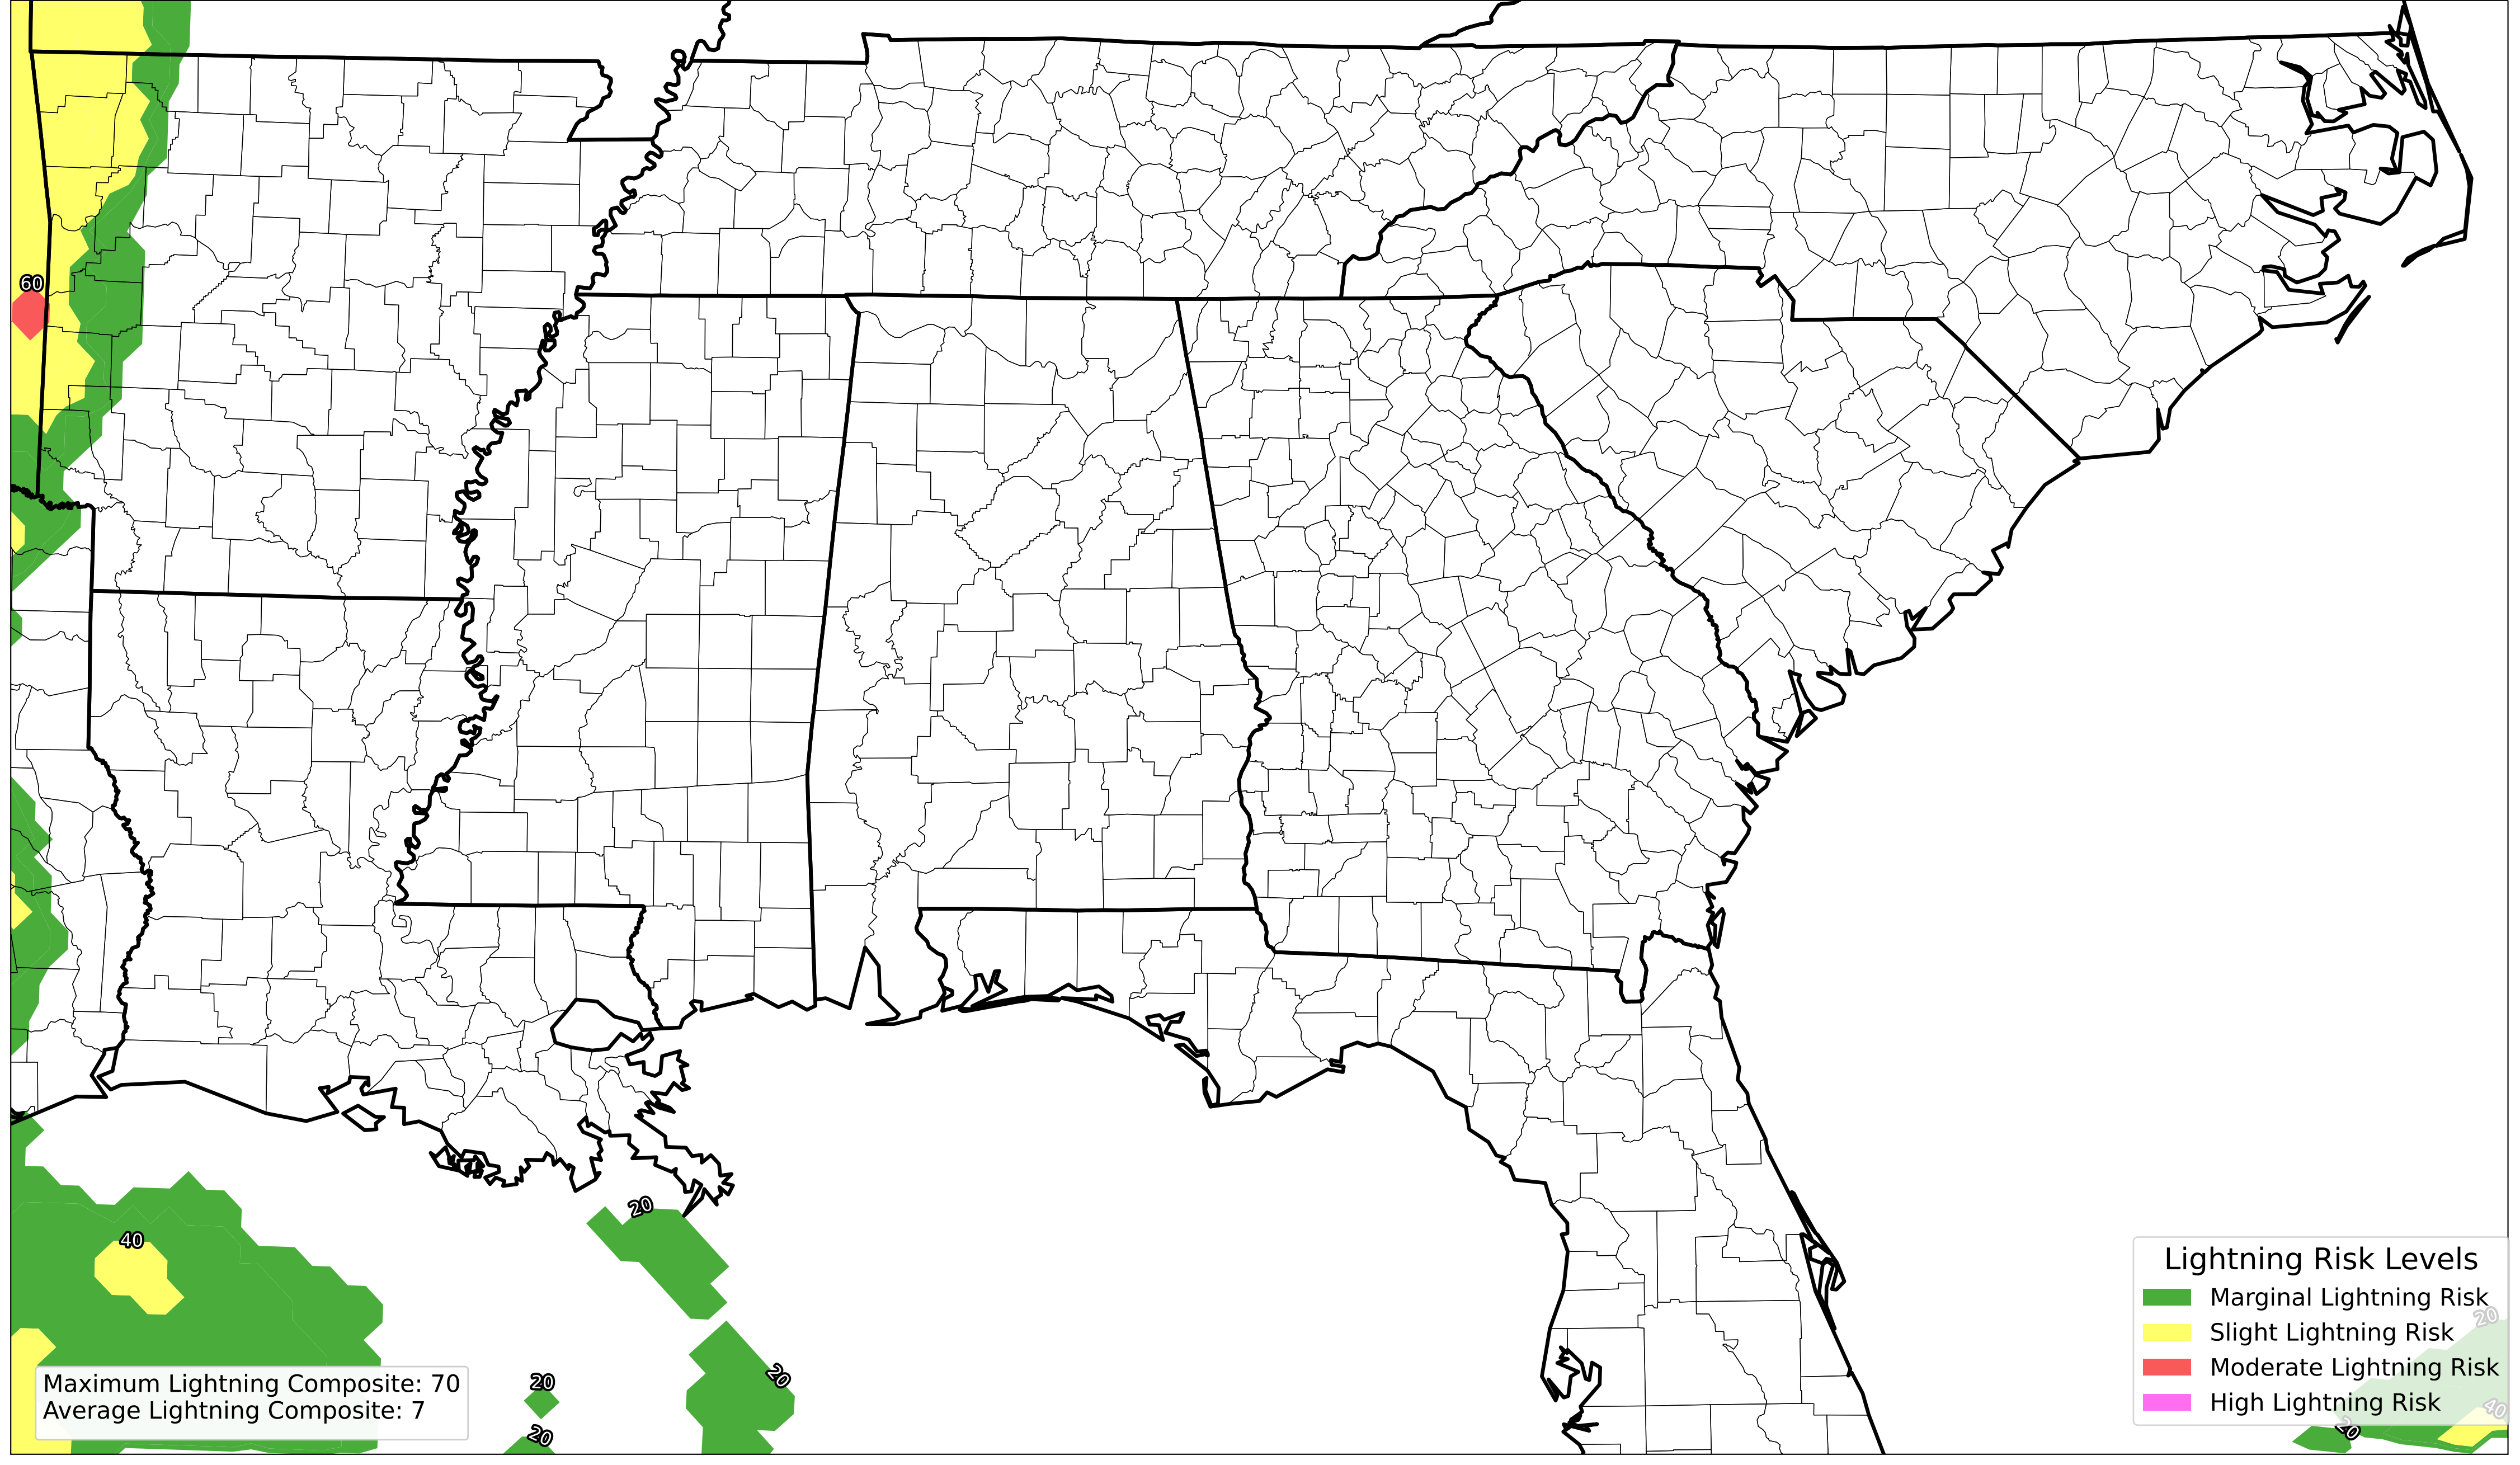 60
20
40
20
20
20
Maximum Lightning Composite: 70
Average Lightning Composite: 7
Lightning Risk Levels
Marginal Lightning Risk
Slight Lightning Risk
Moderate Lightning Risk
High Lightning Risk
20
40
20